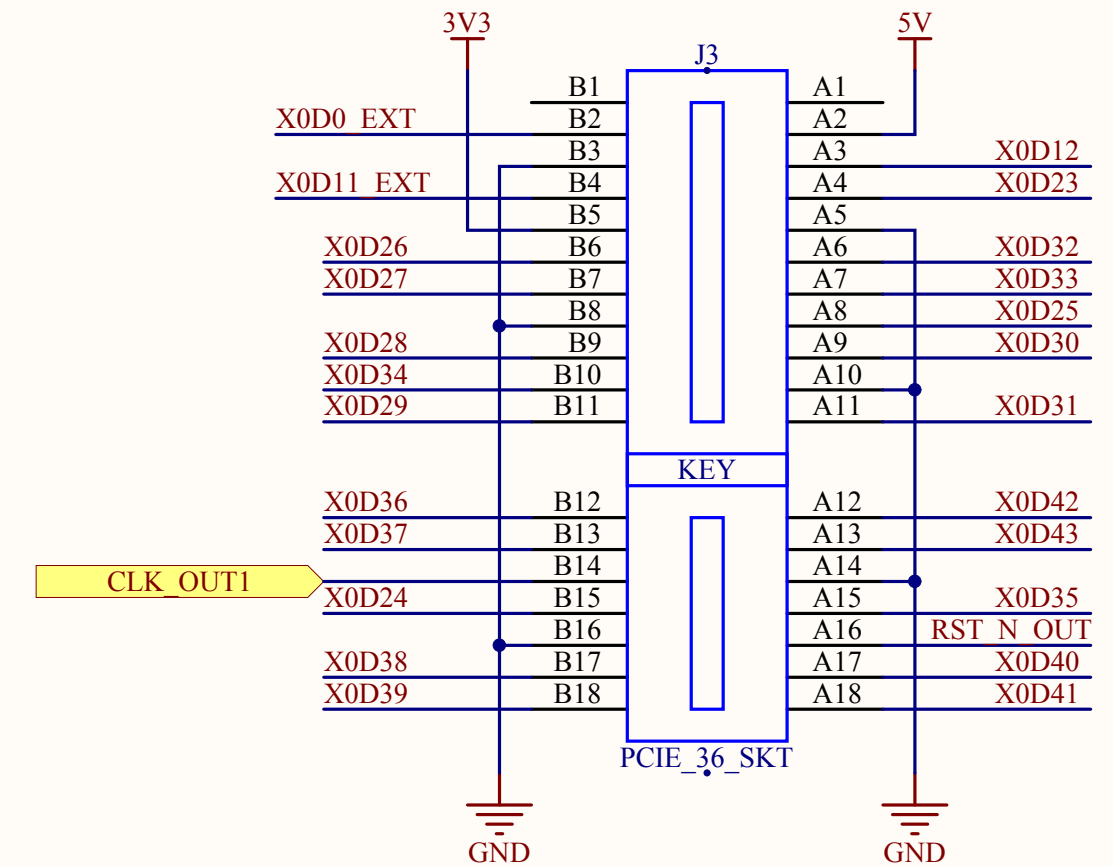 3V3 5V
J3
B1 A1
X0D0_EXT B2 A2
B3 A3 X0D12
X0D11_EXT B4 A4 X0D23
B5 A5
X0D26 B6 A6 X0D32
X0D27 B7 A7 X0D33
B8 A8 X0D25
X0D28 B9 A9 X0D30
X0D34 B10 A10
X0D29 B11 A11 X0D31
KEY
X0D36 B12 A12 X0D42
X0D37 B13 A13 X0D43
CLK_OUT1 B14 A14
X0D24 B15 A15 X0D35
B16 A16 RST_N_OUT
X0D38 B17 A17 X0D40
X0D39 B18 A18 X0D41
PCIE_36_SKT
GND GND